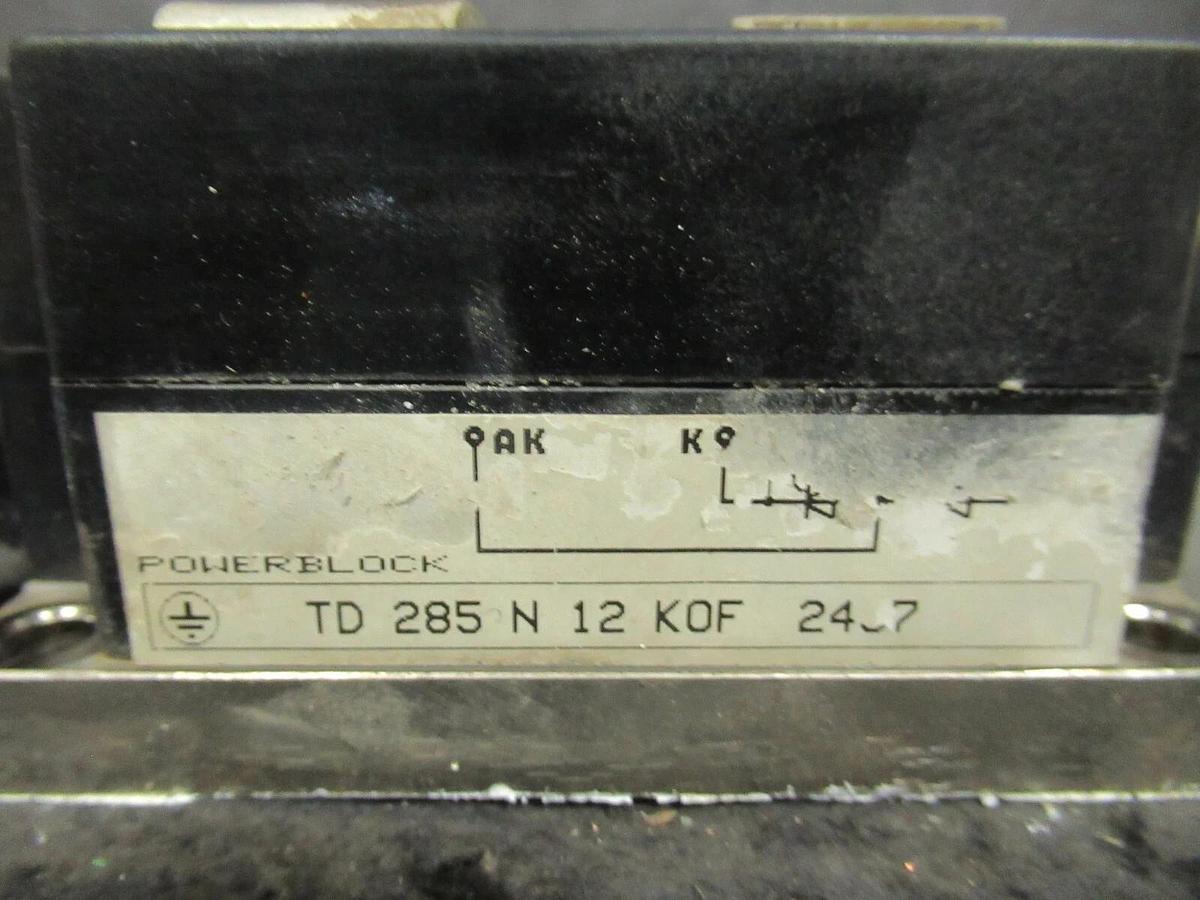 AK K
POWERBLOCK
TD 285 N 12 KOF